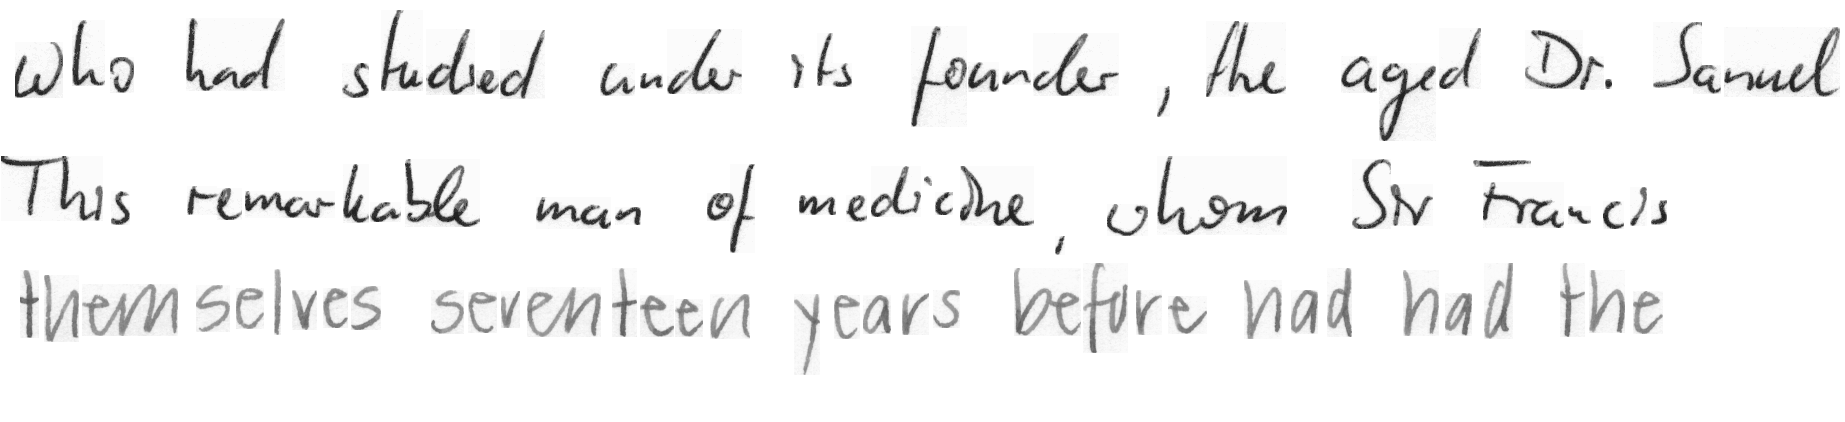 who had studied under its founder, the aged Dr. Samuel
This remarkable man of medicine, whom Sir Francis
themselves seventeen years before had had the